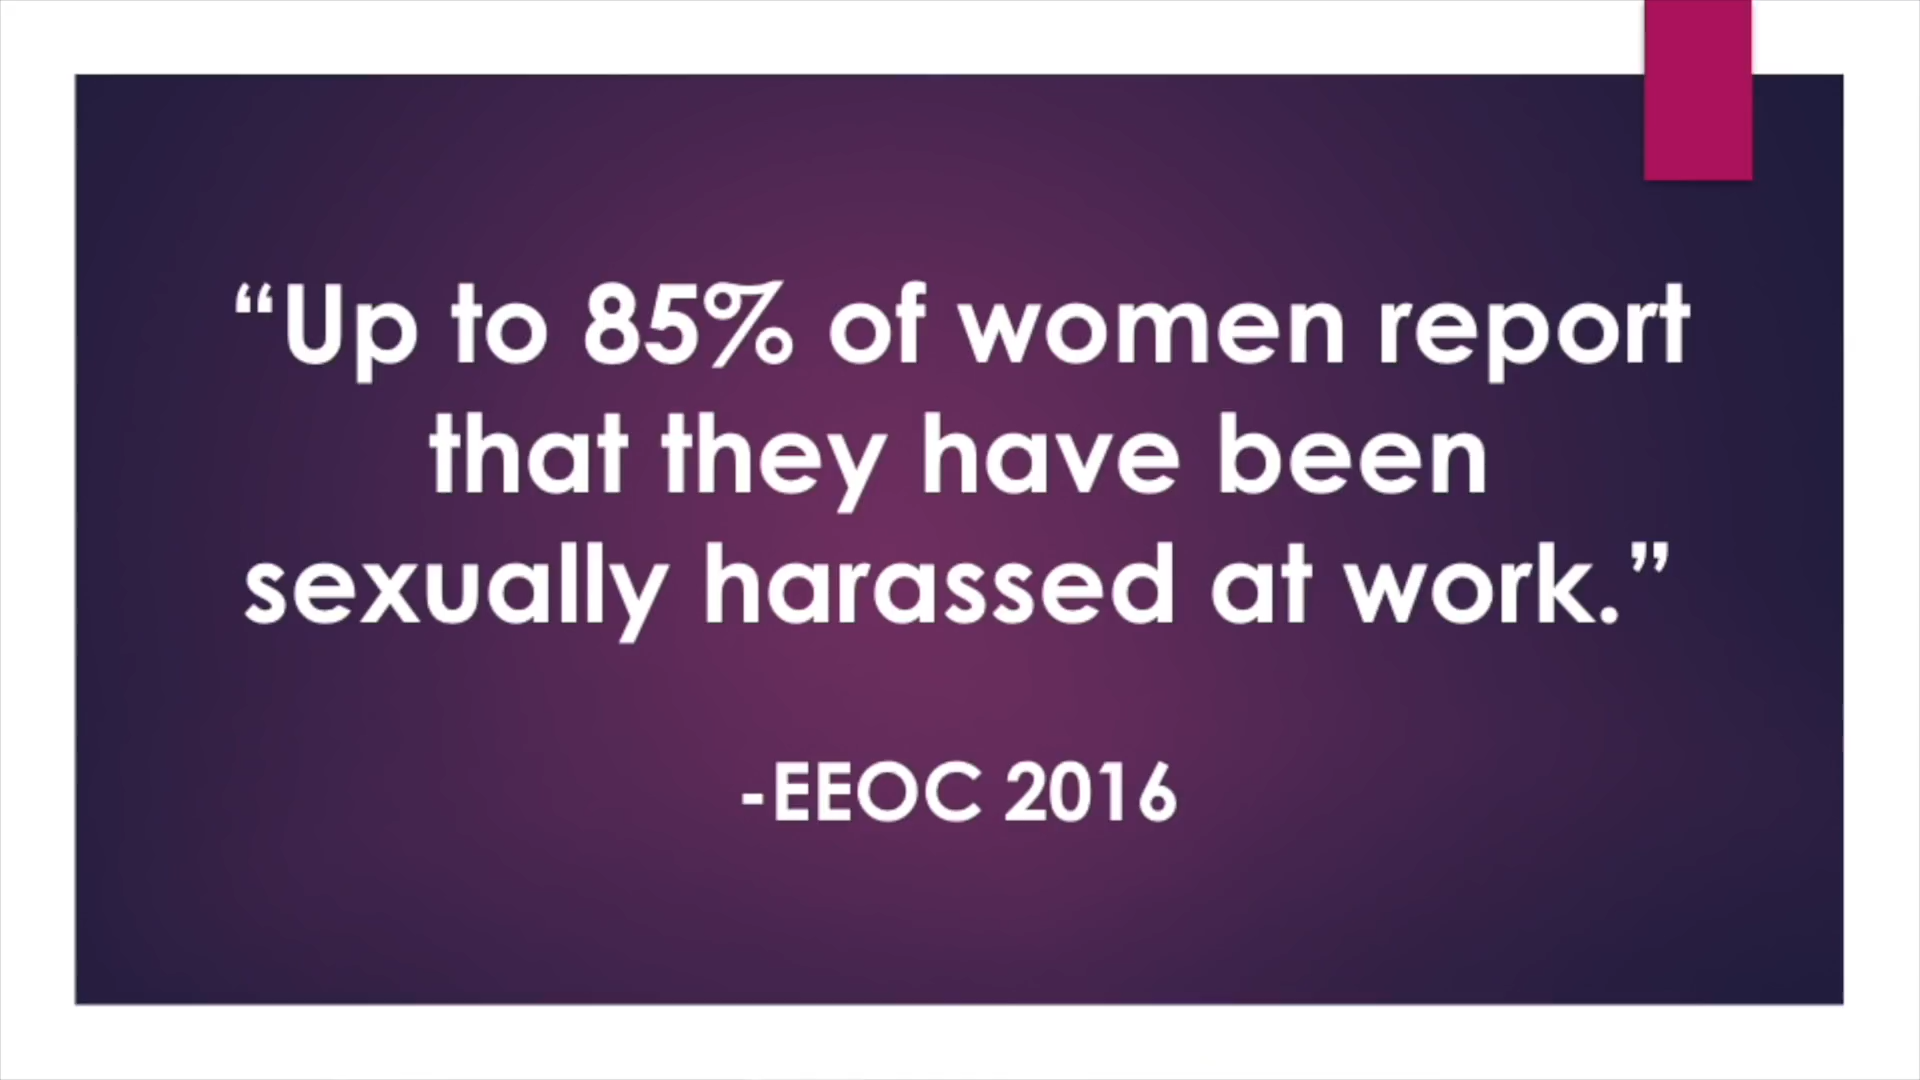 “Up to 85% of women report
that they have been
sexually harassed at work.”
-EEOC 2016